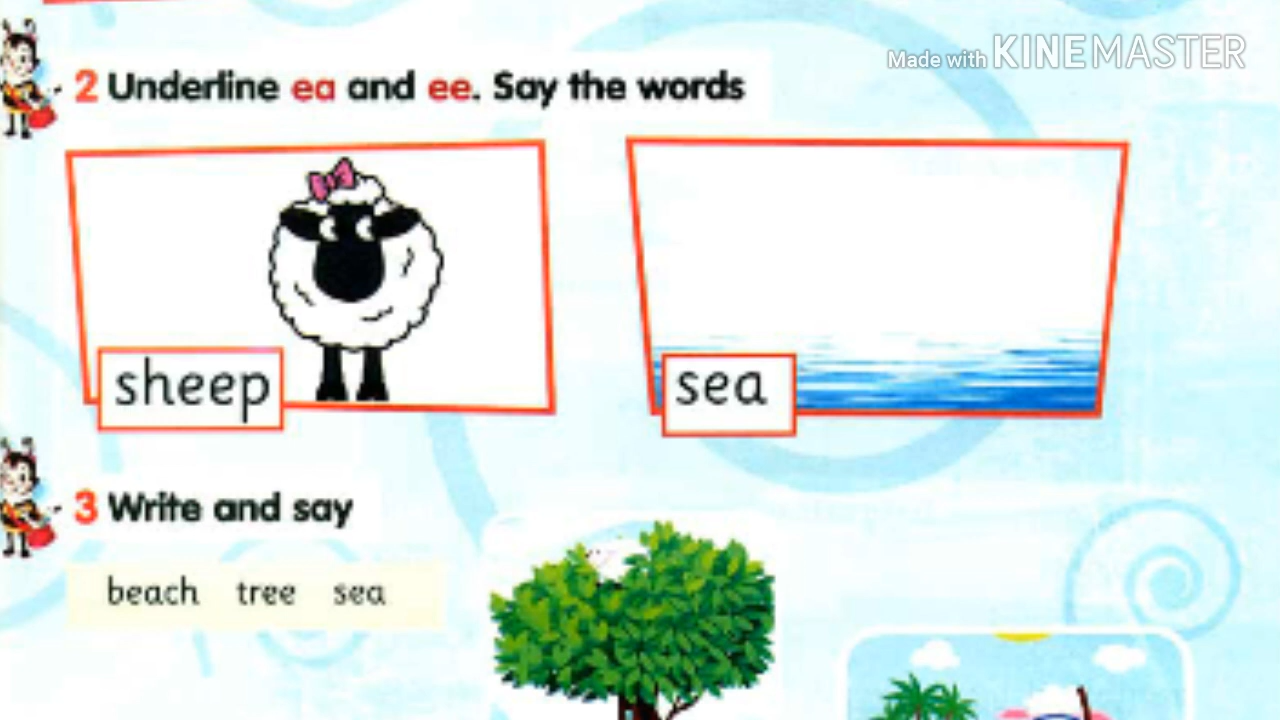 Made with KINEMASTER
2 Underline ea and ee. Say the words
sheep
sea
3 Write and say
beach tree sea